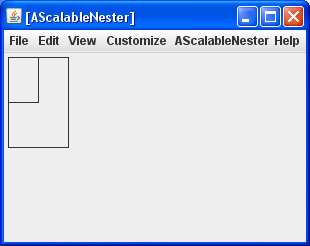 [AScalableNester]
File Edit View Customize AScalableNester Help